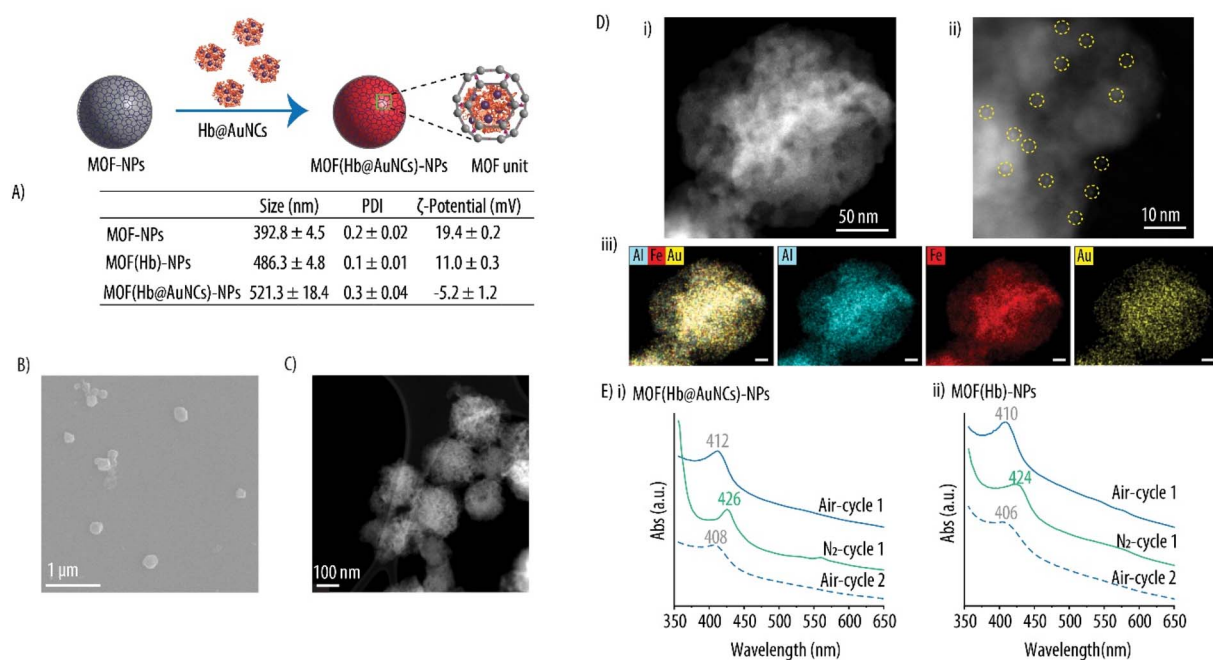 Hb@AuNCs
MOF-NPs
MOF(Hb@AuNCs)-NPs
MOF unit
A)
Size (nm) PDI ζ-Potential (mV)
MOF-NPs 392.8 ± 4.5 0.2 ± 0.02 19.4 ± 0.2
MOF(Hb)-NPs 486.3 ± 4.8 0.1 ± 0.01 11.0 ± 0.3
MOF(Hb@AuNCs)-NPs 521.3 ± 18.4 0.3 ± 0.04 -5.2 ± 1.2
B)
1 µm
C)
100 nm
D)
i)
50 nm
ii)
10 nm
iii)
Al Fe Au
Al
Fe
Au
E) i) MOF(Hb@AuNCs)-NPs
412
Air-cycle 1
426
N₂-cycle 1
408
Air-cycle 2
Abs (a.u.)
350 400 450 500 550 600 650
Wavelength (nm)
ii) MOF(Hb)-NPs
410
Air-cycle 1
424
N₂-cycle 1
406
Air-cycle 2
Abs (a.u.)
350 400 450 500 550 600 650
Wavelength(nm)